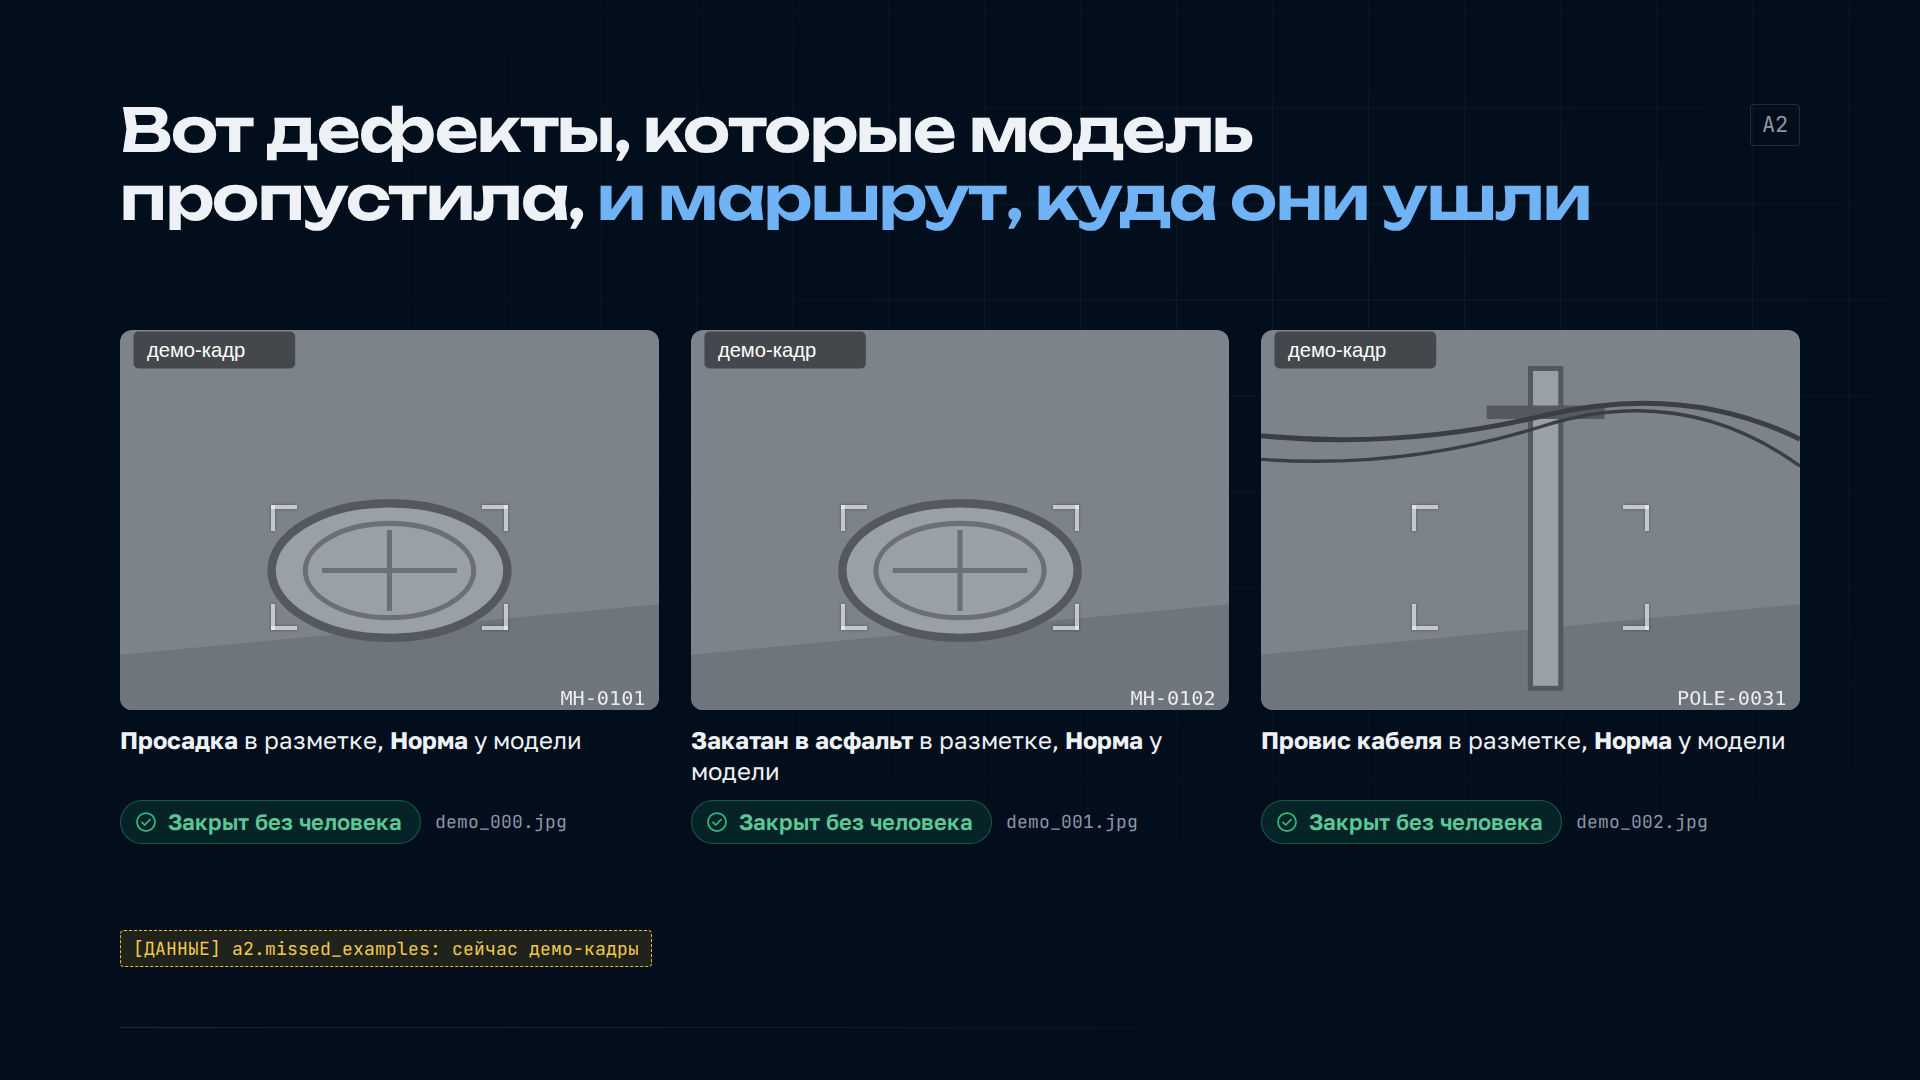 Вот дефекты, которые модель
пропустила, и маршрут, куда они ушли
A2
демо-кадр
MH-0101
Просадка в разметке, Норма у модели
Закрыт без человека
demo_000.jpg
демо-кадр
MH-0102
Закатан в асфальт в разметке, Норма у
модели
Закрыт без человека
demo_001.jpg
демо-кадр
POLE-0031
Провис кабеля в разметке, Норма у модели
Закрыт без человека
demo_002.jpg
[ДАННЫЕ] a2.missed_examples: сейчас демо-кадры